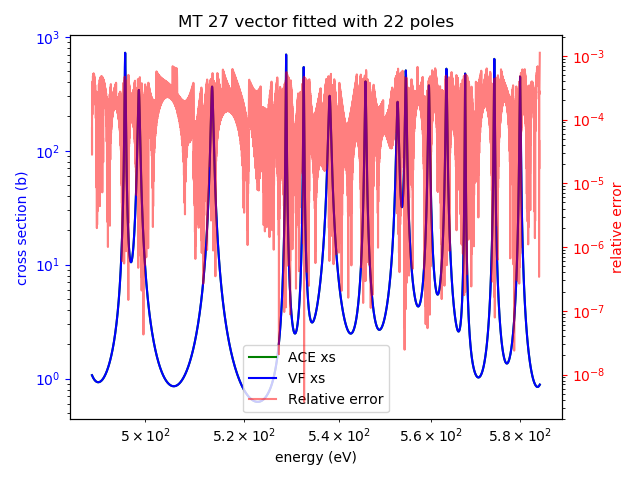 MT 27 vector fitted with 22 poles
10³
10²
10¹
10⁰
cross section (b)
10⁻³
10⁻⁴
10⁻⁵
10⁻⁶
10⁻⁷
10⁻⁸
relative error
ACE xs
VF xs
Relative error
5 × 10² 5.2 × 10² 5.4 × 10² 5.6 × 10² 5.8 × 10²
energy (eV)